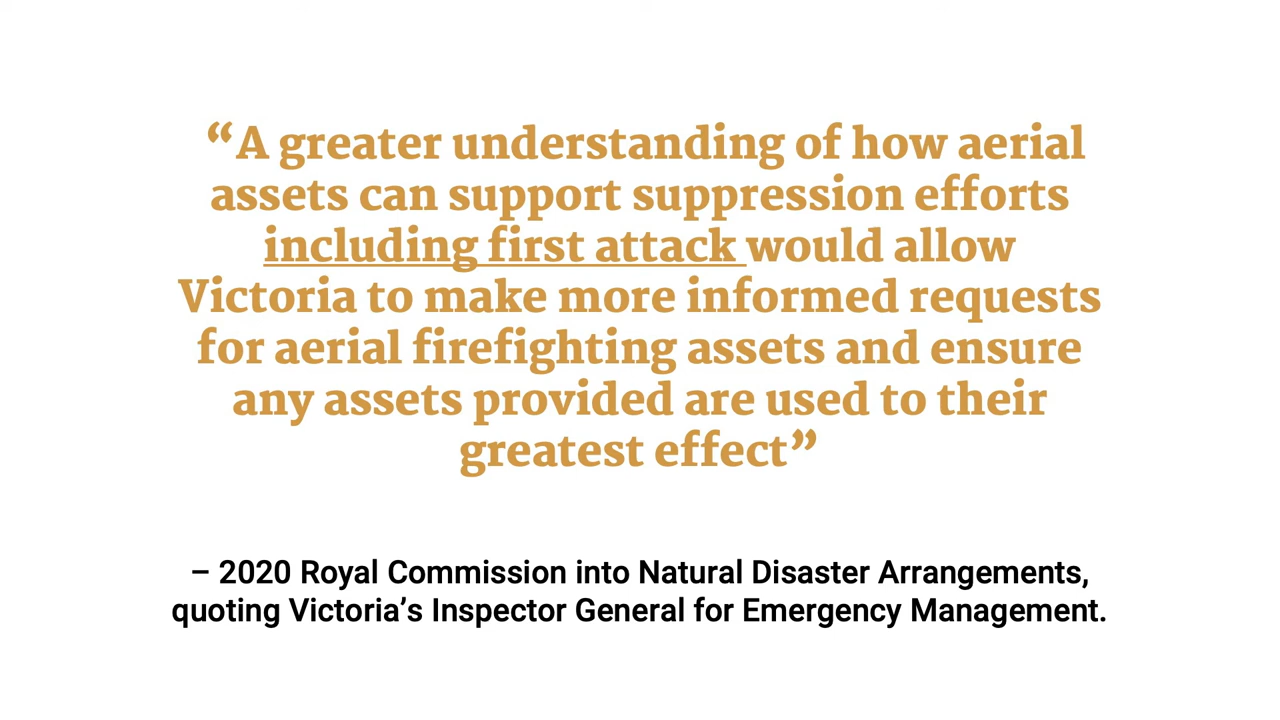 “A greater understanding of how aerial
assets can support suppression efforts
including first attack would allow
Victoria to make more informed requests
for aerial firefighting assets and ensure
any assets provided are used to their
greatest effect”
– 2020 Royal Commission into Natural Disaster Arrangements,
quoting Victoria’s Inspector General for Emergency Management.